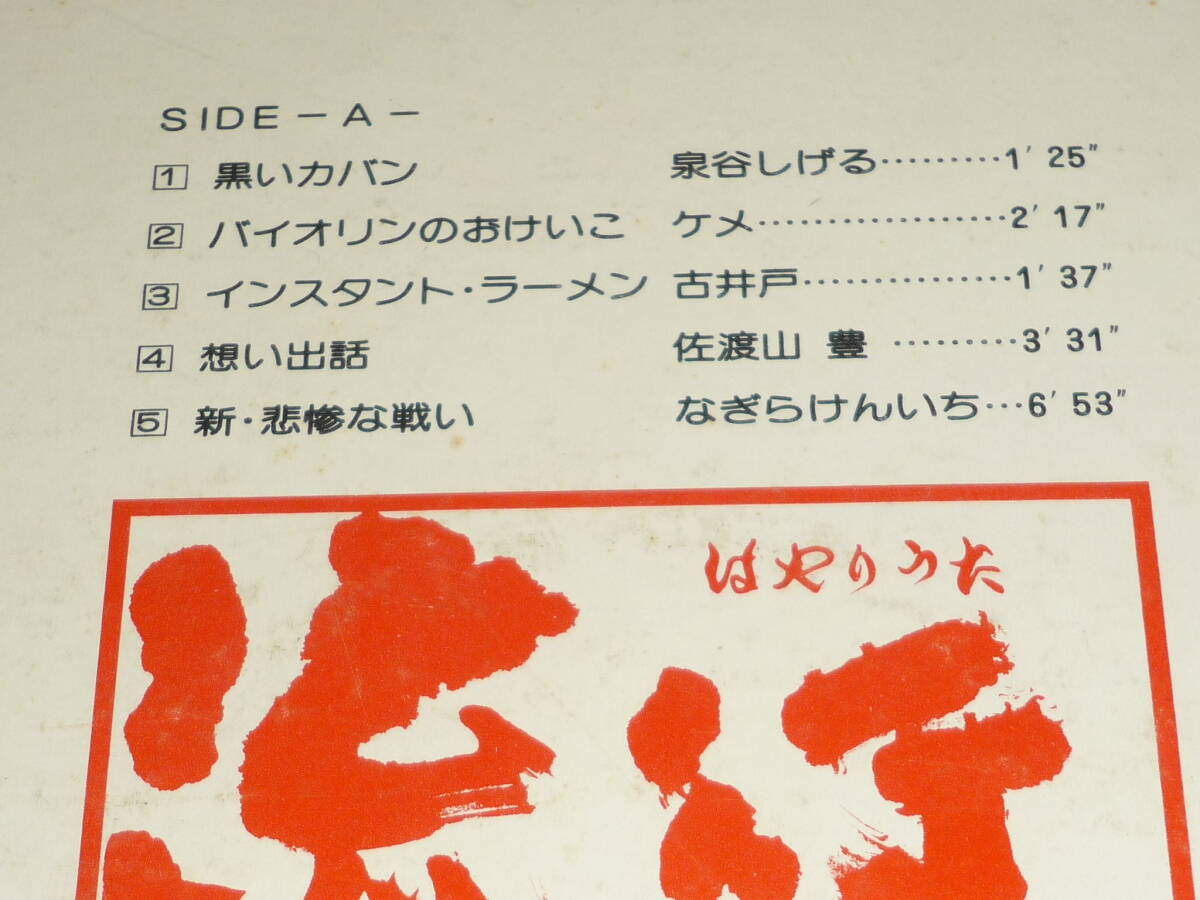 SIDE－A－
1 黒いカバン 泉谷しげる………1′25″
2 バイオリンのおけいこ ケメ…………………2′17″
3 インスタント・ラーメン 古井戸………………1′37″
4 想い出話 佐渡山 豊 ………3′31″
5 新・悲惨な戦い なぎらけんいち…6′53″
はやりうた